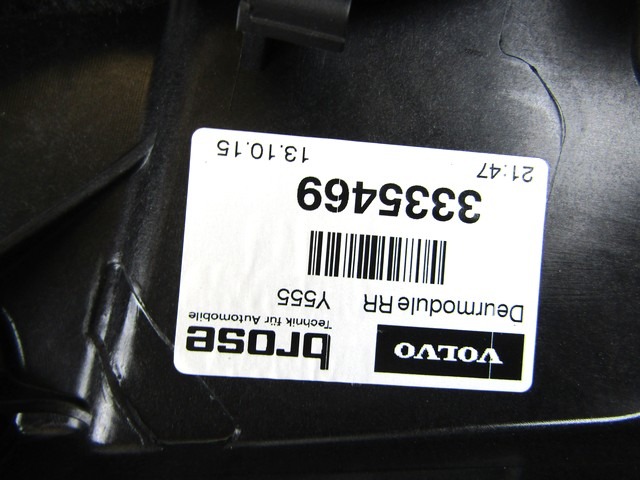 VOLVO brose
Technik für Automobile
Deurmodule RR Y555
3335469
21:47 13.10.15